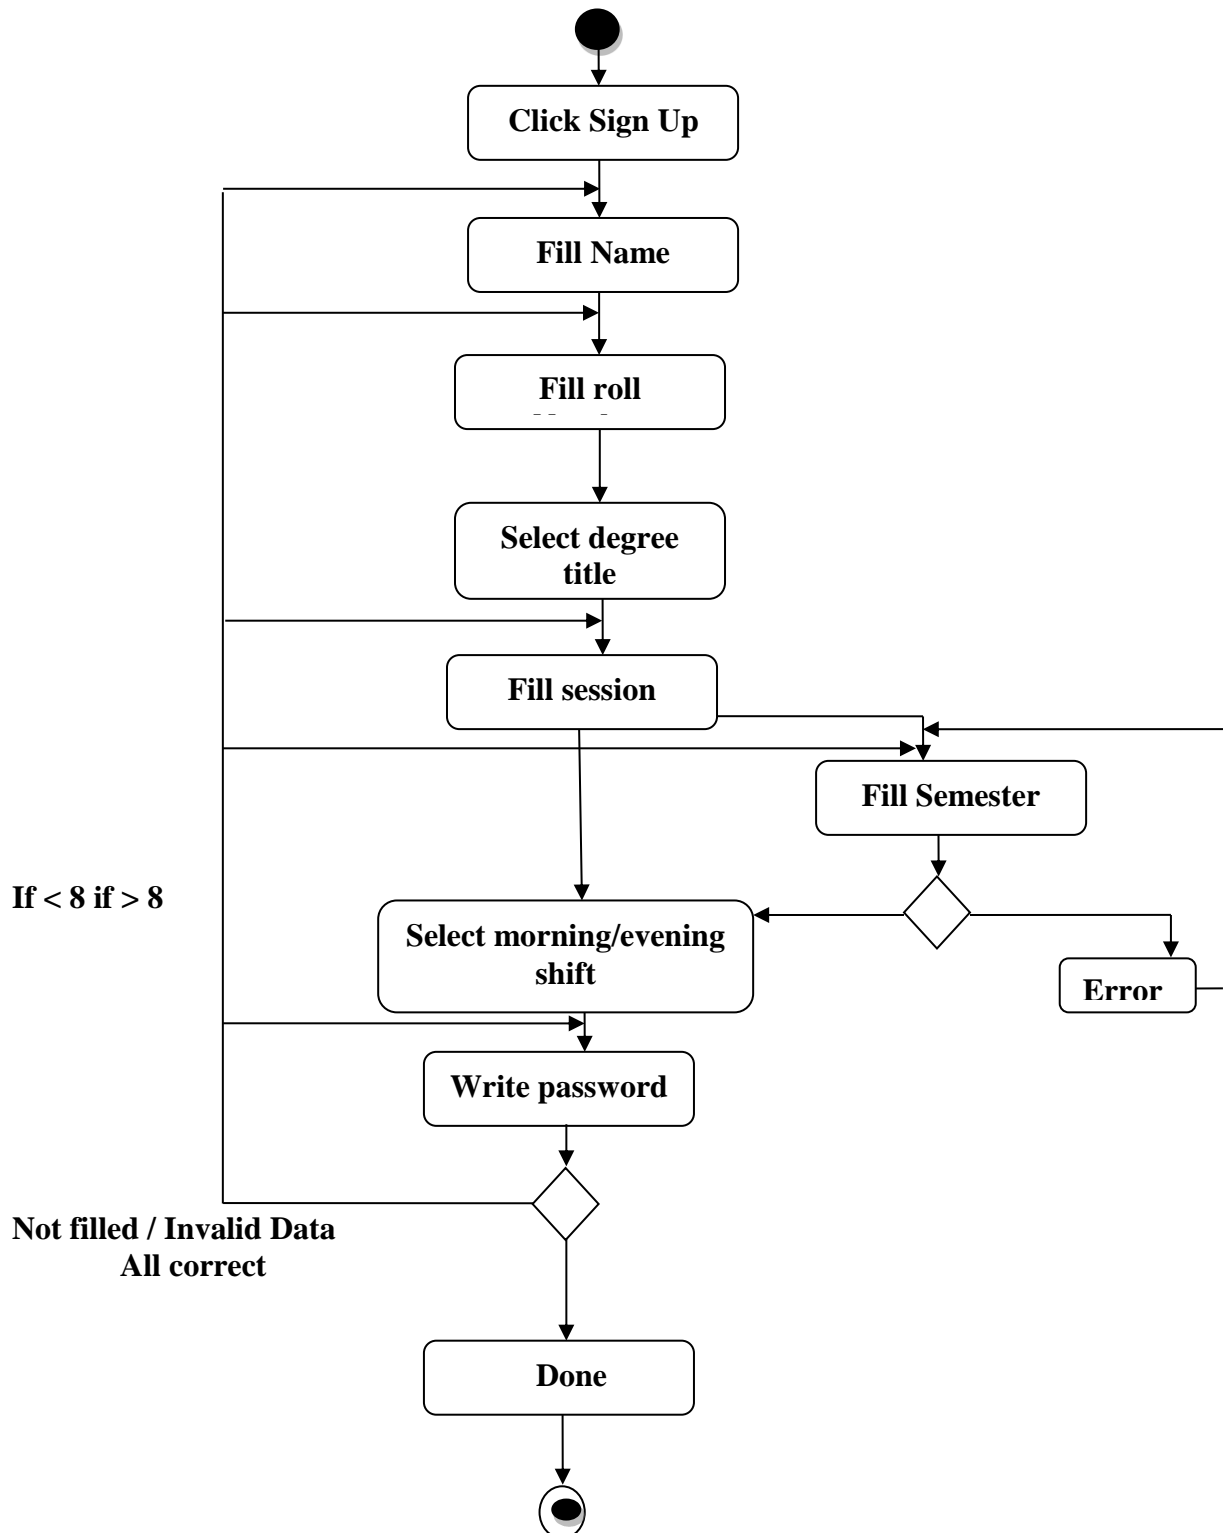 Click Sign Up
Fill Name
Fill roll
Select degree
title
Fill session
Fill Semester
If < 8 if > 8
Select morning/evening
shift
Error
Write password
Not filled / Invalid Data
All correct
Done